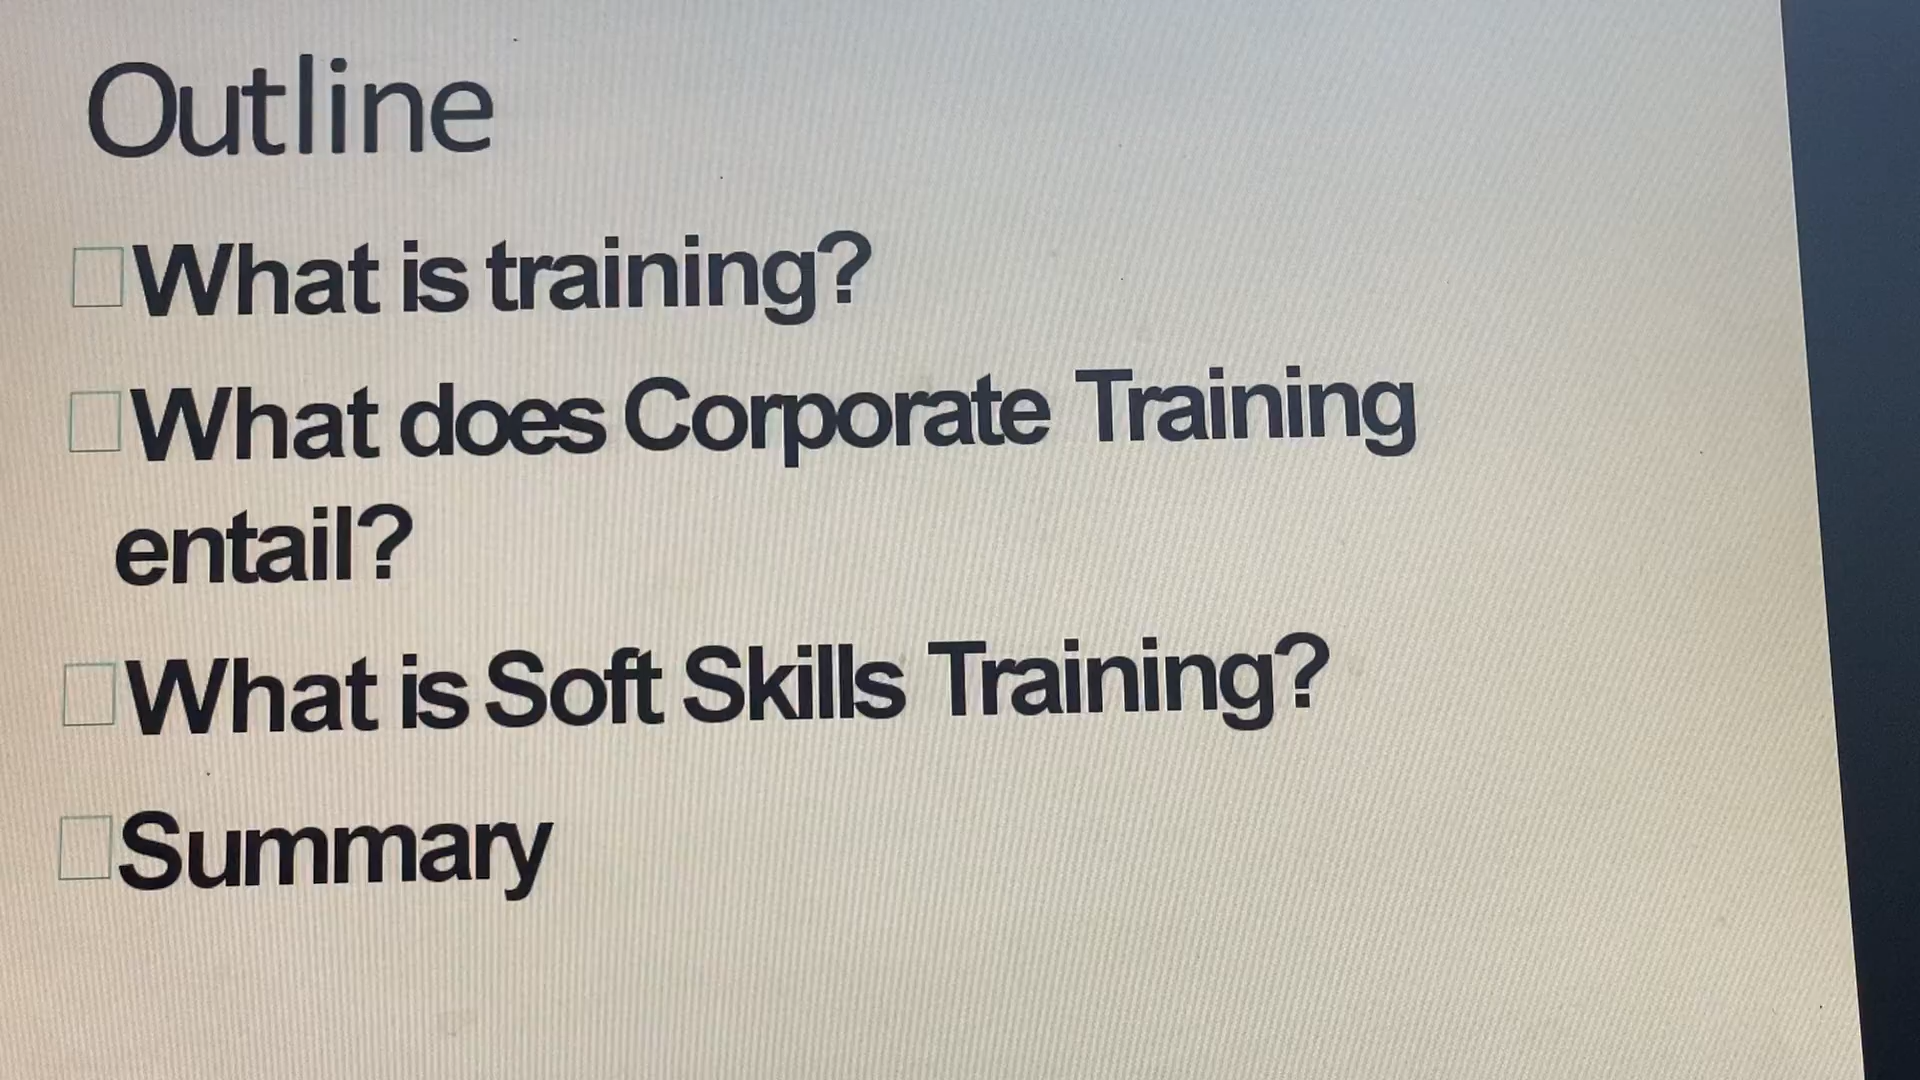 Outline
What is training?
What does Corporate Training
entail?
What is Soft Skills Training?
Summary